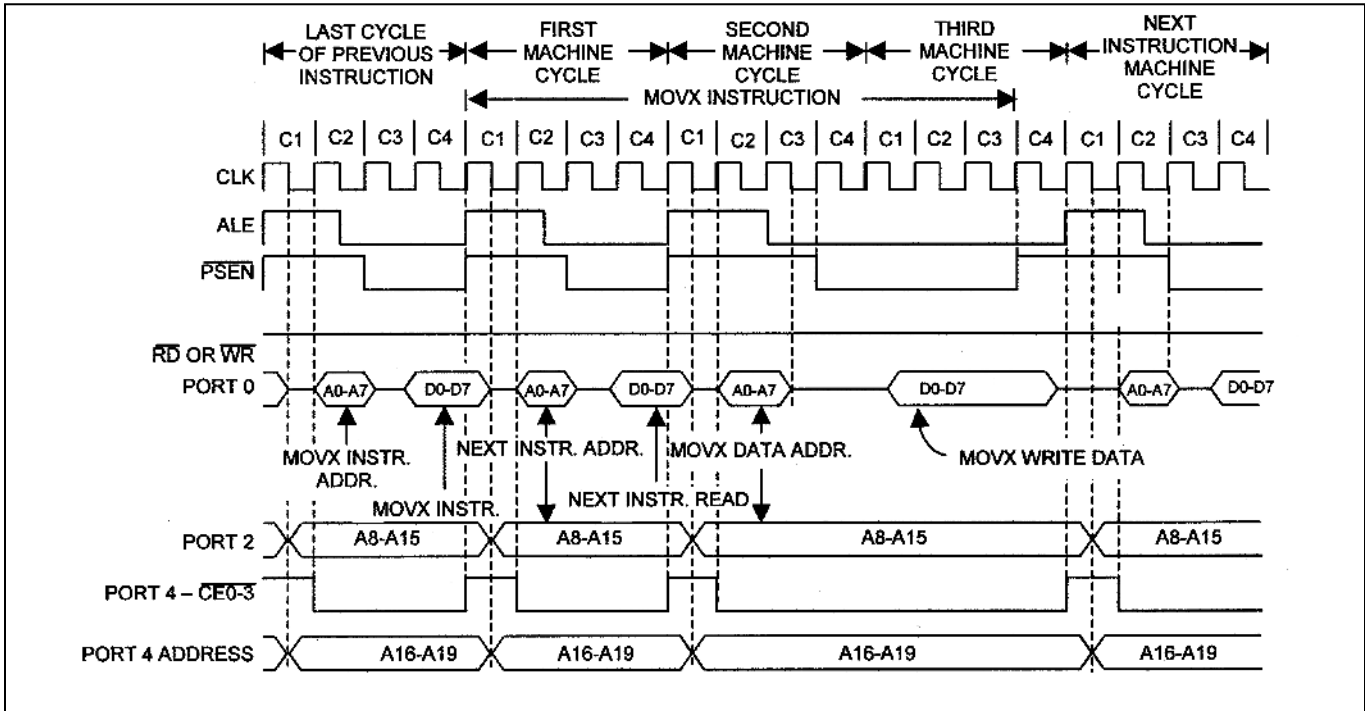 LAST CYCLE
OF PREVIOUS
INSTRUCTION
FIRST
MACHINE
CYCLE
SECOND
MACHINE
CYCLE
THIRD
MACHINE
CYCLE
NEXT
INSTRUCTION
MACHINE
CYCLE
MOVX INSTRUCTION
C1 C2 C3 C4 C1 C2 C3 C4 C1 C2 C3 C4 C1 C2 C3 C4 C1 C2 C3 C4
CLK
ALE
PSEN
RD OR WR
PORT 0
A0-A7 D0-D7 A0-A7 D0-D7 A0-A7 D0-D7 A0-A7 D0-D7
MOVX INSTR.
ADDR.
MOVX INSTR.
NEXT INSTR. ADDR.
NEXT INSTR. READ
MOVX DATA ADDR.
MOVX WRITE DATA
PORT 2
A8-A15 A8-A15 A8-A15 A8-A15
PORT 4 – CE0-3
PORT 4 ADDRESS
A16-A19 A16-A19 A16-A19 A16-A19